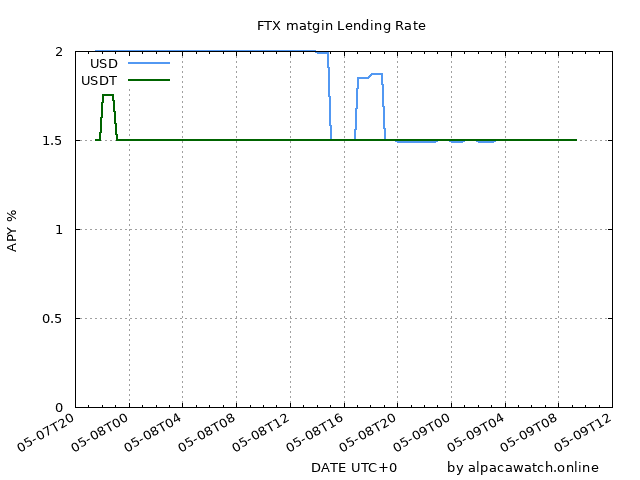 FTX matgin Lending Rate
2
USD
USDT
1.5
1
APY %
0.5
0
05-07T20
05-08T00
05-08T04
05-08T08
05-08T12
05-08T16
05-08T20
05-09T00
05-09T04
05-09T08
05-09T12
DATE UTC+0
by alpacawatch.online